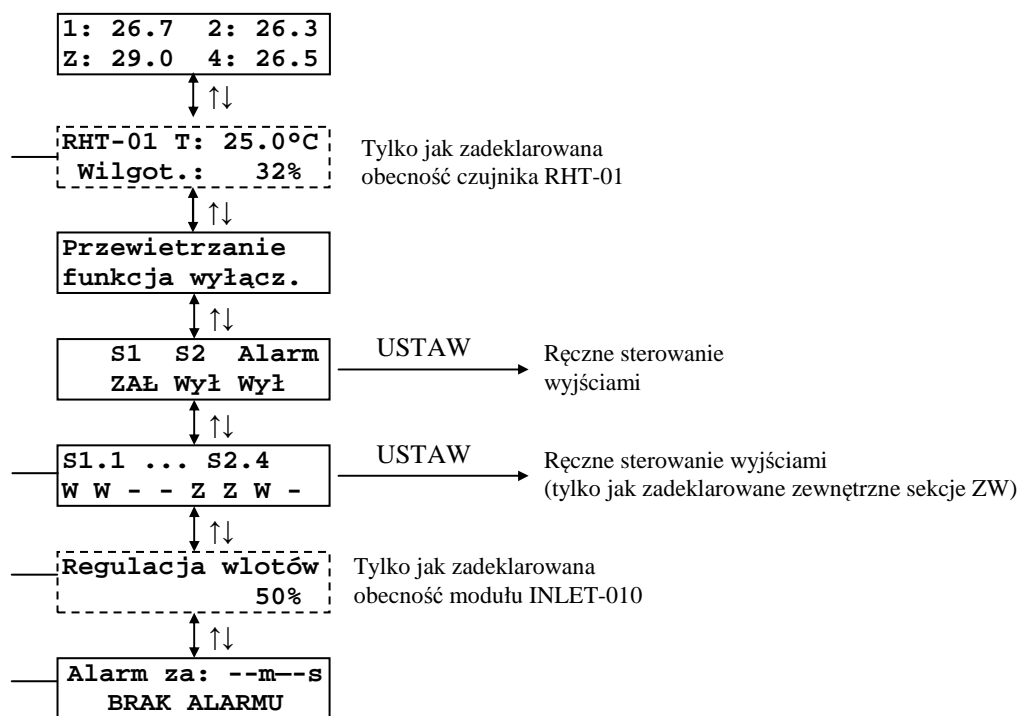 1: 26.7 2: 26.3
Z: 29.0 4: 26.5
↑↓
RHT-01 T: 25.0°C
Wilgot.: 32%
Tylko jak zadeklarowana
obecność czujnika RHT-01
↑↓
Przewietrzanie
funkcja wyłącz.
↑↓
S1 S2 Alarm
ZAŁ Wył Wył
USTAW
Ręczne sterowanie
wyjściami
↑↓
S1.1 ... S2.4
W W - - Z Z W -
USTAW
Ręczne sterowanie wyjściami
(tylko jak zadeklarowane zewnętrzne sekcje ZW)
↑↓
Regulacja wlotów
50%
Tylko jak zadeklarowana
obecność modułu INLET-010
↑↓
Alarm za: --m—-s
BRAK ALARMU